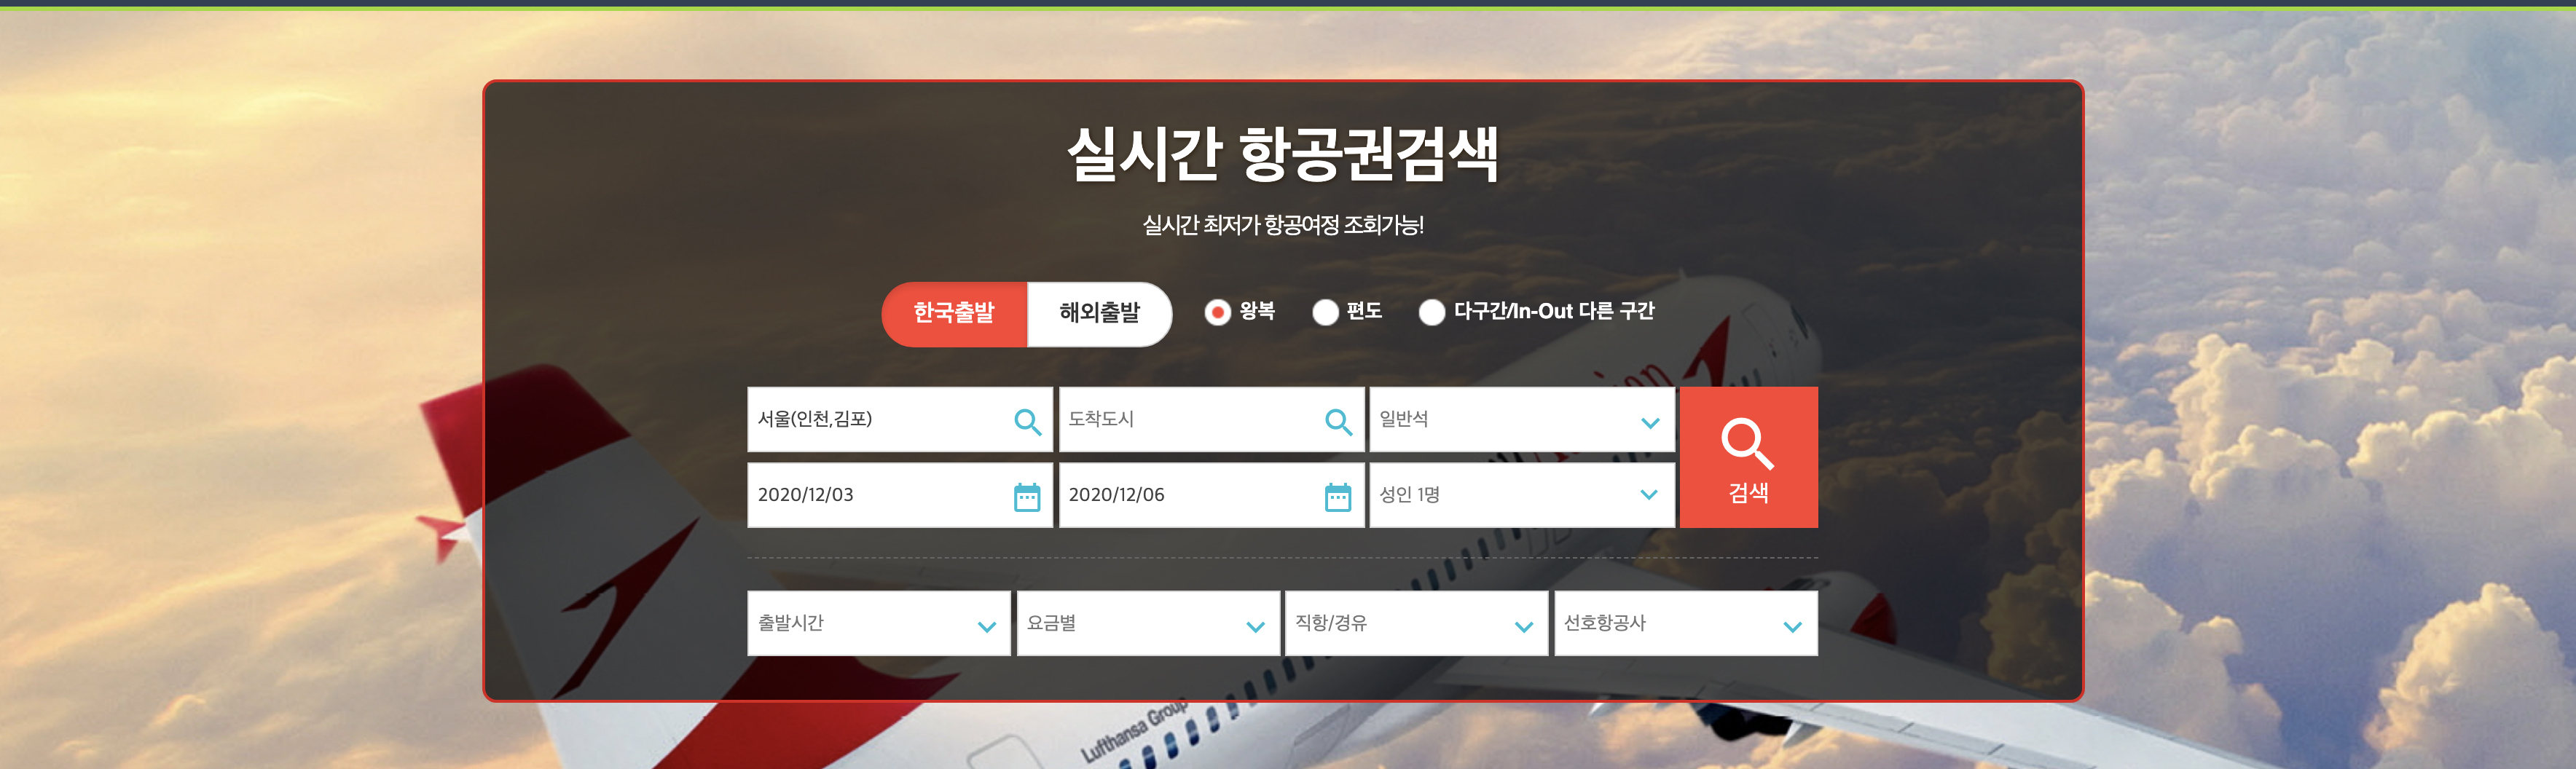 실시간 항공권검색
실시간 최저가 항공여정 조회가능!
한국출발 해외출발 왕복 편도 다구간/In-Out 다른 구간
서울(인천,김포) 도착도시 일반석
2020/12/03 2020/12/06 성인 1명
검색
출발시간 요금별 직항/경유 선호항공사
Lufthansa Group